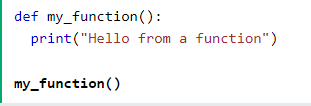 def my_function():
  print("Hello from a function")

my_function()